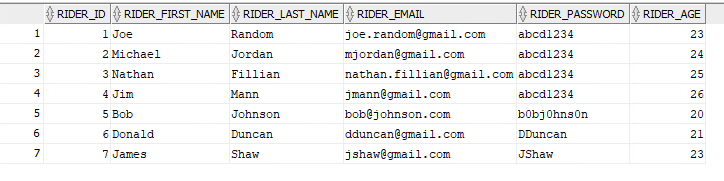 RIDER_ID RIDER_FIRST_NAME RIDER_LAST_NAME RIDER_EMAIL RIDER_PASSWORD RIDER_AGE
1 1 Joe Random joe.random@gmail.com abcd1234 23
2 2 Michael Jordan mjordan@gmail.com abcd1234 24
3 3 Nathan Fillian nathan.fillian@gmail.com abcd1234 25
4 4 Jim Mann jmann@gmail.com abcd1234 26
5 5 Bob Johnson bob@johnson.com b0bj0hns0n 20
6 6 Donald Duncan dduncan@gmail.com DDuncan 21
7 7 James Shaw jshaw@gmail.com JShaw 23